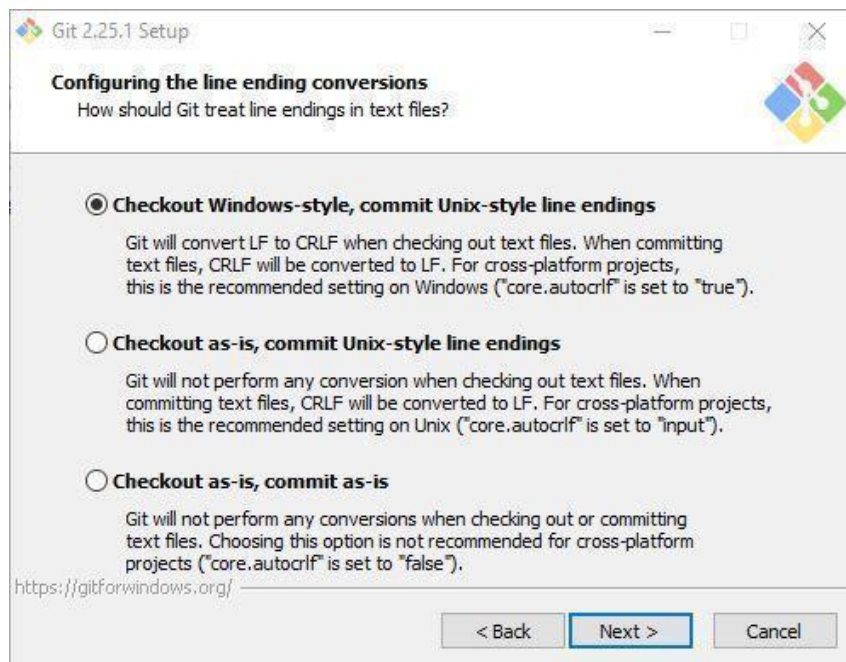 Git 2.25.1 Setup
Configuring the line ending conversions
How should Git treat line endings in text files?
Checkout Windows-style, commit Unix-style line endings
Git will convert LF to CRLF when checking out text files. When committing
text files, CRLF will be converted to LF. For cross-platform projects,
this is the recommended setting on Windows ("core.autocrlf" is set to "true").
Checkout as-is, commit Unix-style line endings
Git will not perform any conversion when checking out text files. When
committing text files, CRLF will be converted to LF. For cross-platform projects,
this is the recommended setting on Unix ("core.autocrlf" is set to "input").
Checkout as-is, commit as-is
Git will not perform any conversions when checking out or committing
text files. Choosing this option is not recommended for cross-platform
projects ("core.autocrlf" is set to "false").
https://gitforwindows.org/
< Back Next > Cancel